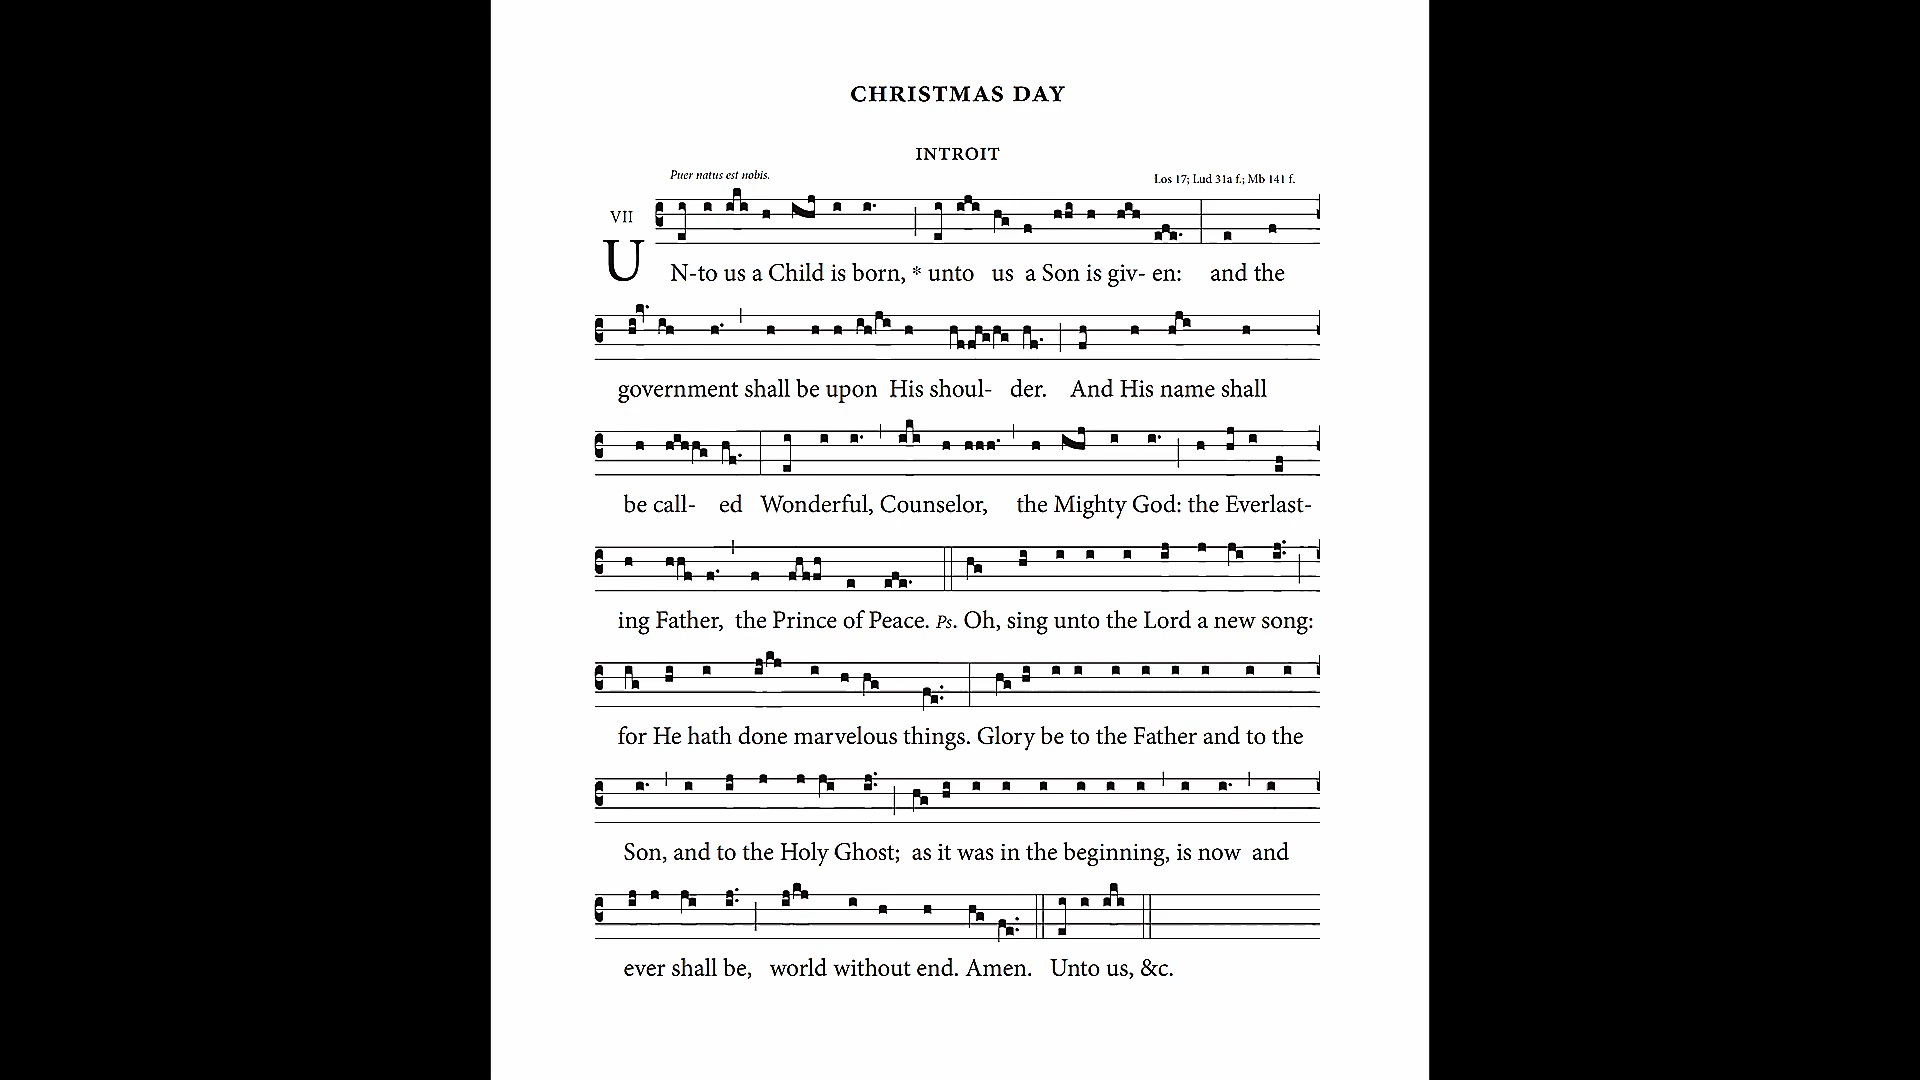 CHRISTMAS DAY
INTROIT
Puer natus est nobis.
Los 17; Lud 31a f.; Mb 141 f.
VII
UN-to us a Child is born, * unto us a Son is giv- en: and the
government shall be upon His shoul- der. And His name shall
be call- ed Wonderful, Counselor, the Mighty God: the Everlast-
ing Father, the Prince of Peace. Ps. Oh, sing unto the Lord a new song:
for He hath done marvelous things. Glory be to the Father and to the
Son, and to the Holy Ghost; as it was in the beginning, is now and
ever shall be, world without end. Amen. Unto us, &c.